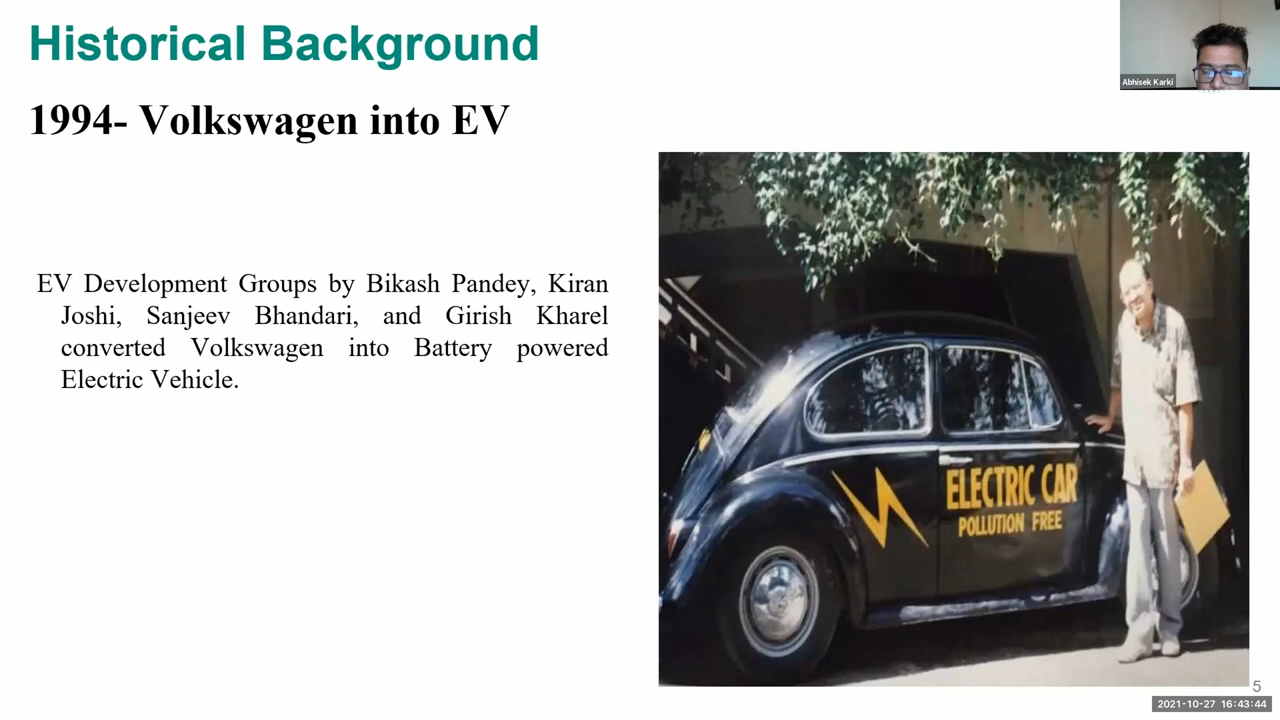 Historical Background
Abhisek Karki
1994- Volkswagen into EV
EV Development Groups by Bikash Pandey, Kiran
Joshi, Sanjeev Bhandari, and Girish Kharel
converted Volkswagen into Battery powered
Electric Vehicle.
ELECTRIC CAR
POLLUTION FREE
5
2021-10-27 16:43:44